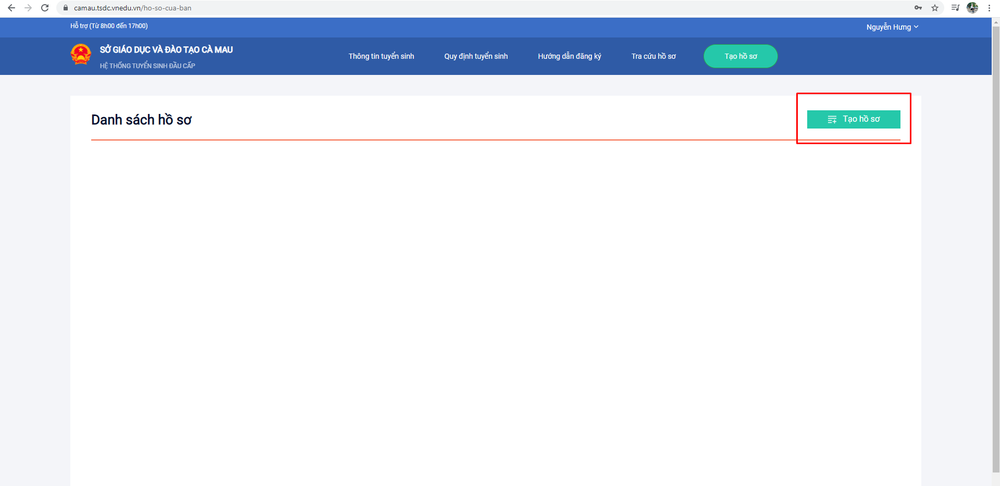 camau.tsdc.vnedu.vn/ho-so-cua-ban
Hỗ trợ (Từ 8h00 đến 17h00)
Nguyễn Hưng
SỞ GIÁO DỤC VÀ ĐÀO TẠO CÀ MAU
HỆ THỐNG TUYỂN SINH ĐẦU CẤP
Thông tin tuyển sinh
Quy định tuyển sinh
Hướng dẫn đăng ký
Tra cứu hồ sơ
Tạo hồ sơ
Danh sách hồ sơ
Tạo hồ sơ